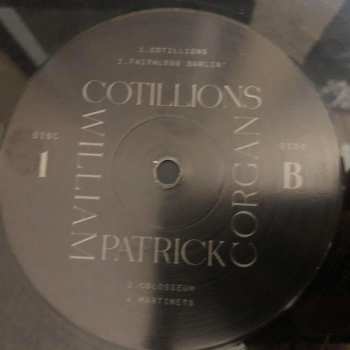 1.COTILLIONS
2.FAITHLESS DARLIN'
COTILLIONS
DISC
1
WILLIAM
CORGAN
SIDE
B
PATRICK
3.COLOSSEUM
4 MARTINETS